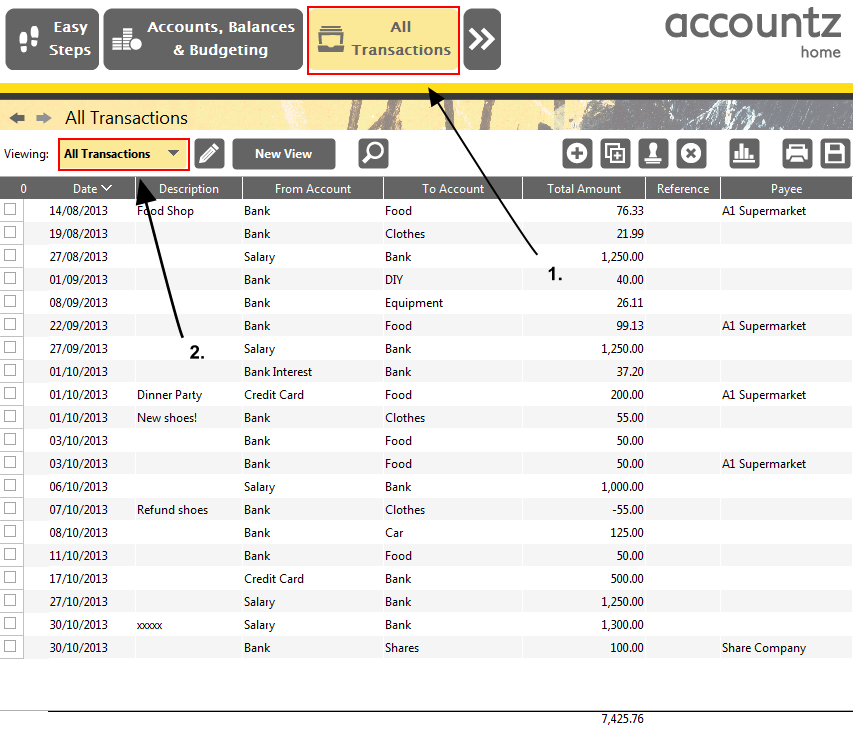 Easy
Steps
Accounts, Balances
& Budgeting
All
Transactions
accountz
home
All Transactions
Viewing: All Transactions New View
1.
2.
0 Date Description From Account To Account Total Amount Reference Payee
14/08/2013 Food Shop Bank Food 76.33 A1 Supermarket
19/08/2013 Bank Clothes 21.99
27/08/2013 Salary Bank 1,250.00
01/09/2013 Bank DIY 40.00
08/09/2013 Bank Equipment 26.11
22/09/2013 Bank Food 99.13 A1 Supermarket
27/09/2013 Salary Bank 1,250.00
01/10/2013 Bank Interest Bank 37.20
01/10/2013 Dinner Party Credit Card Food 200.00 A1 Supermarket
01/10/2013 New shoes! Bank Clothes 55.00
03/10/2013 Bank Food 50.00
03/10/2013 Bank Food 50.00 A1 Supermarket
06/10/2013 Salary Bank 1,000.00
07/10/2013 Refund shoes Bank Clothes -55.00
08/10/2013 Bank Car 125.00
11/10/2013 Bank Food 50.00
17/10/2013 Credit Card Bank 500.00
27/10/2013 Salary Bank 1,250.00
30/10/2013 xxxxx Salary Bank 1,300.00
30/10/2013 Bank Shares 100.00 Share Company
7,425.76